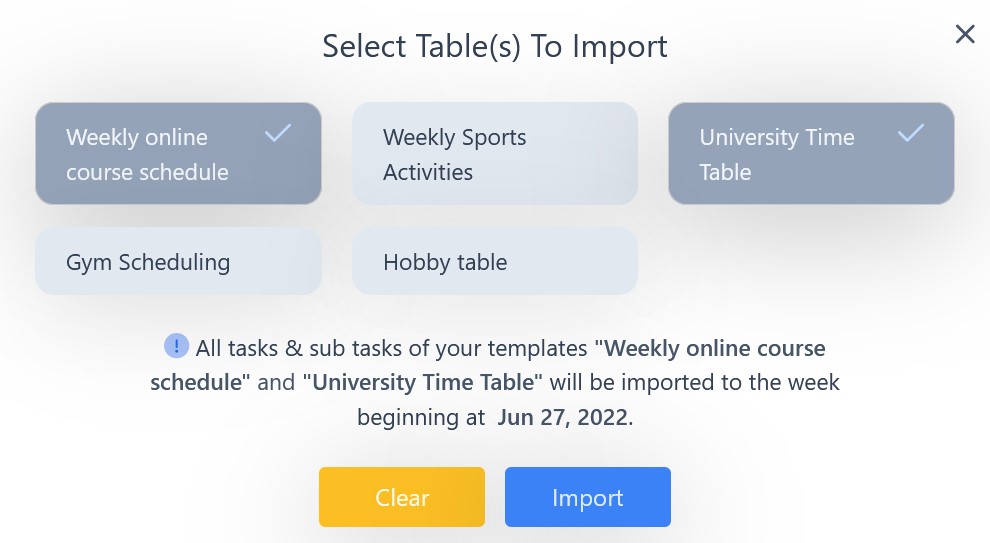 Select Table(s) To Import
Weekly online
course schedule
Weekly Sports
Activities
University Time
Table
Gym Scheduling
Hobby table
! All tasks & sub tasks of your templates "Weekly online course
schedule" and "University Time Table" will be imported to the week
beginning at Jun 27, 2022.
Clear
Import